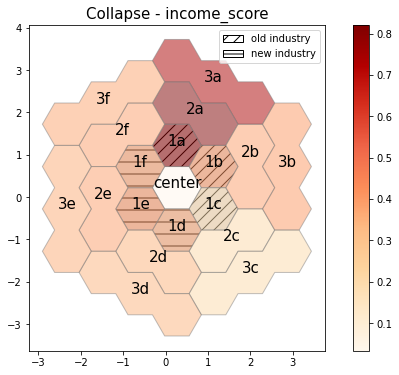 Collapse - income_score
old industry
new industry
4
3
2
1
0
−1
−2
−3
−3
−2
−1
0
1
2
3
3a
3f
2a
2f
1a
2b
3b
1f
1b
center
2e
3e
1e
1c
1d
2c
2d
3c
3d
0.8
0.7
0.6
0.5
0.4
0.3
0.2
0.1